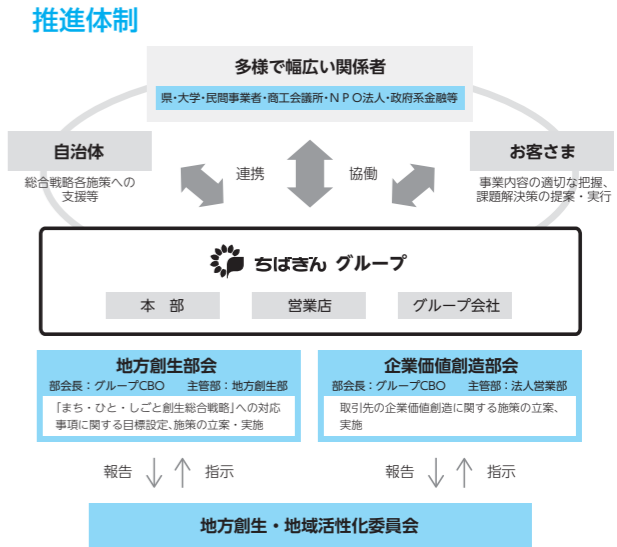 推進体制
多様で幅広い関係者
県・大学・民間事業者・商工会議所・NPO法人・政府系金融等
自治体
総合戦略各施策への
支援等
連携
協働
お客さま
事業内容の適切な把握、
課題解決策の提案・実行
ちばぎん グループ
本 部
営業店
グループ会社
地方創生部会
部会長：グループCBO 主管部：地方創生部
「まち・ひと・しごと創生総合戦略」への対応
事項に関する目標設定、施策の立案・実施
企業価値創造部会
部会長：グループCBO 主管部：法人営業部
取引先の企業価値創造に関する施策の立案、
実施
報告
指示
報告
指示
地方創生・地域活性化委員会